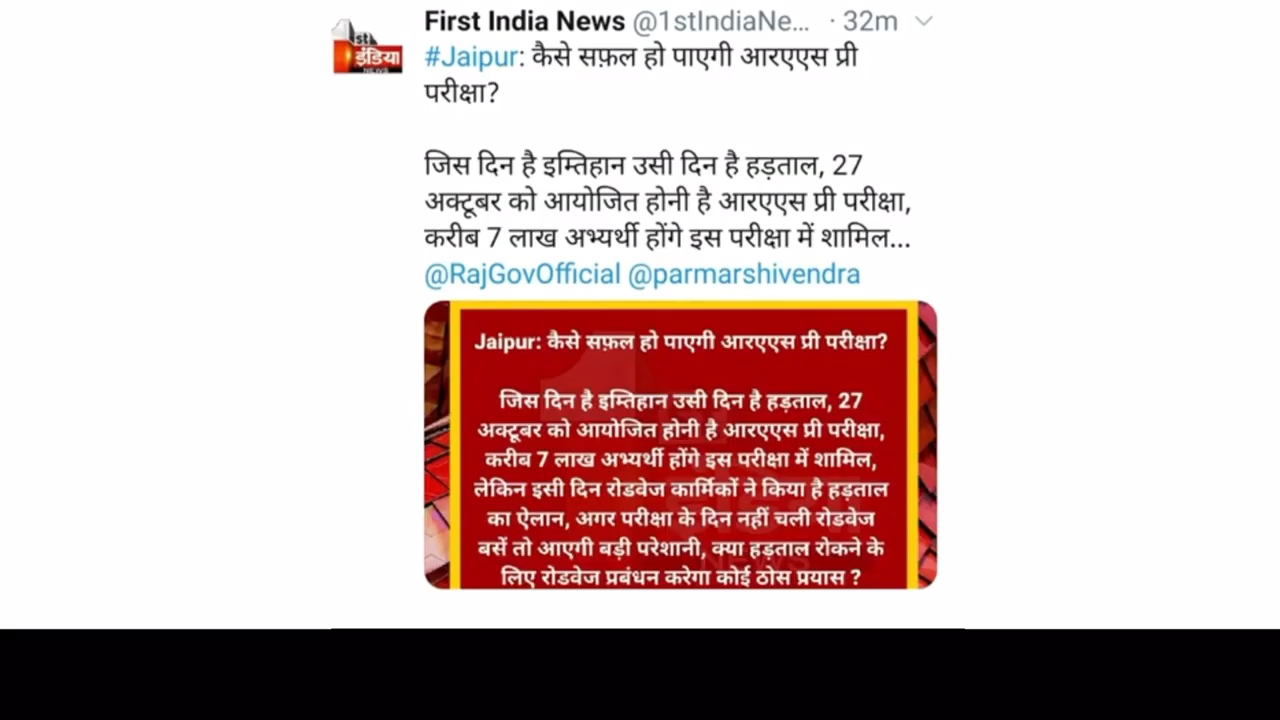 First India News @1stIndiaNe... · 32m
1st
इंडिया
NEWS
#Jaipur: कैसे सफ़ल हो पाएगी आरएएस प्री
परीक्षा?
जिस दिन है इम्तिहान उसी दिन है हड़ताल, 27
अक्टूबर को आयोजित होनी है आरएएस प्री परीक्षा,
करीब 7 लाख अभ्यर्थी होंगे इस परीक्षा में शामिल...
@RajGovOfficial @parmarshivendra
Jaipur: कैसे सफ़ल हो पाएगी आरएएस प्री परीक्षा?
जिस दिन है इम्तिहान उसी दिन है हड़ताल, 27
अक्टूबर को आयोजित होनी है आरएएस प्री परीक्षा,
करीब 7 लाख अभ्यर्थी होंगे इस परीक्षा में शामिल,
लेकिन इसी दिन रोडवेज कार्मिकों ने किया है हड़ताल
का ऐलान, अगर परीक्षा के दिन नहीं चली रोडवेज
बसें तो आएगी बड़ी परेशानी, क्या हड़ताल रोकने के
लिए रोडवेज प्रबंधन करेगा कोई ठोस प्रयास ?